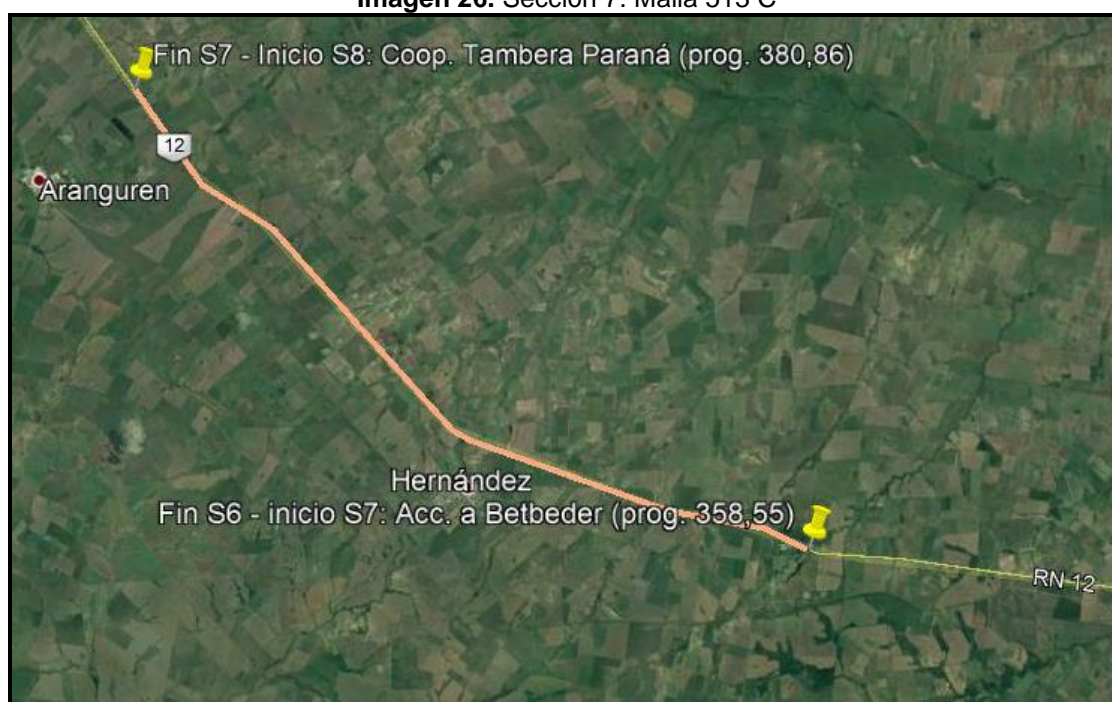 Imagen 26. Sección 7. Malla 513 C
Fin S7 - Inicio S8: Coop. Tambera Paraná (prog. 380,86)
12
Aranguren
Hernández
Fin S6 - inicio S7: Acc. a Betbeder (prog. 358,55)
RN 12